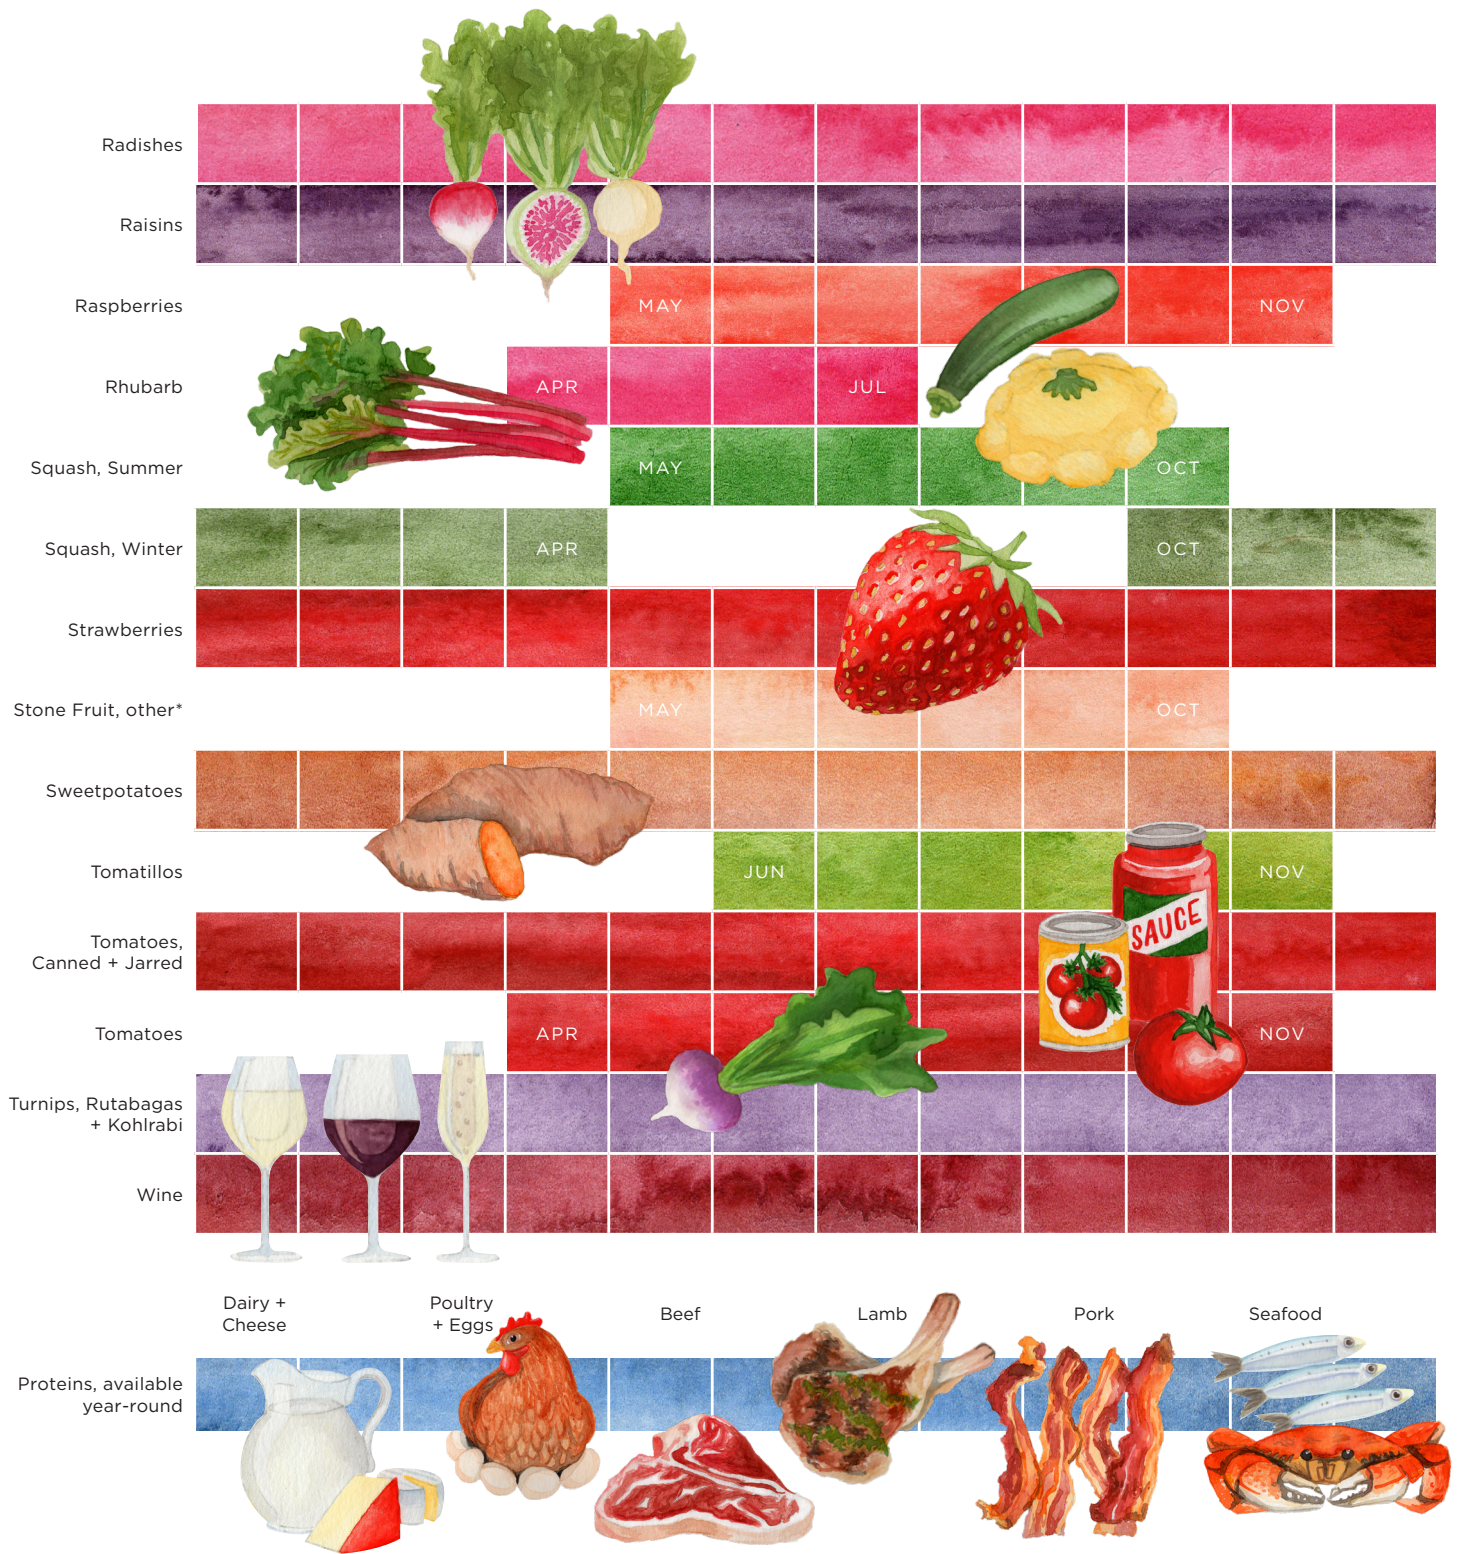 Radishes
Raisins
Raspberries
MAY
NOV
Rhubarb
APR
JUL
Squash, Summer
MAY
OCT
Squash, Winter
APR
OCT
Strawberries
Stone Fruit, other*
MAY
OCT
Sweetpotatoes
Tomatillos
JUN
NOV
Tomatoes,
Canned + Jarred
SAUCE
Tomatoes
APR
NOV
Turnips, Rutabagas
+ Kohlrabi
Wine
Dairy +
Cheese
Poultry
+ Eggs
Beef
Lamb
Pork
Seafood
Proteins, available
year-round